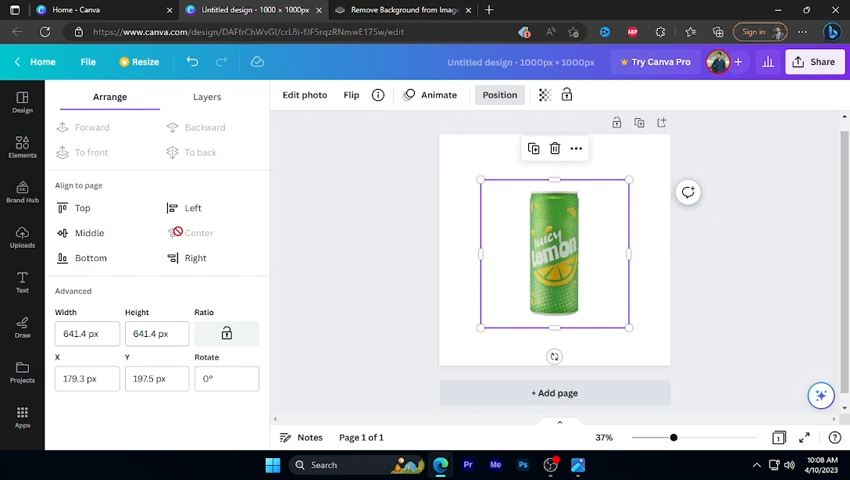 Home - Canva
Untitled design - 1000 × 1000px
Remove Background from Image
https://www.canva.com/design/DAFfrChWvGI/crL8i-fJF5rqzRNmwE175w/edit
Sign in
Home
File
Resize
Untitled design - 1000px × 1000px
Try Canva Pro
Share
Design
Elements
Brand Hub
Uploads
Text
Draw
Projects
Apps
Arrange
Layers
Forward
Backward
To front
To back
Align to page
Top
Left
Middle
Center
Bottom
Right
Advanced
Width
Height
Ratio
641.4 px
641.4 px
X
Y
Rotate
179.3 px
197.5 px
0°
Edit photo
Flip
Animate
Position
Juicy
Lemon
+ Add page
Notes
Page 1 of 1
37%
1
Search
Pr
Me
Ps
10:08 AM
4/10/2023